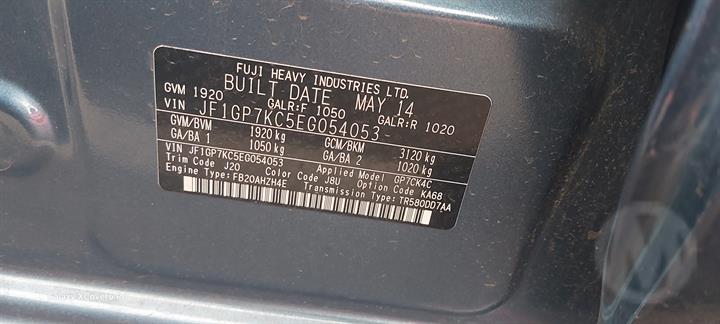 FUJI HEAVY INDUSTRIES LTD.
BUILT DATE MAY 14
GVM 1920 GALR:F 1050 GALR:R 1020
VIN JF1GP7KC5EG054053
GVM/BVM 1920 kg GCM/BKM 3120 kg
GA/BA 1 1050 kg GA/BA 2 1020 kg
VIN JF1GP7KC5EG054053 Applied Model GP7CK4C
Trim Code J20 Color Code J8U Option Code KA68
Engine Type:FB20AHZH4E Transmission Type:TR580DD7AA